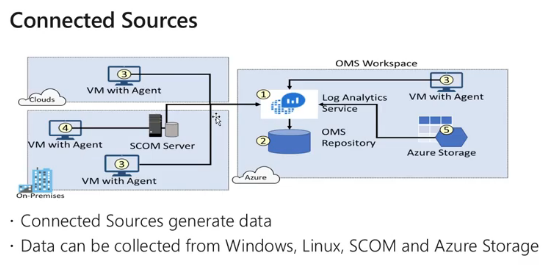 Connected Sources
OMS Workspace
3
VM with Agent
Clouds
1
Log Analytics
Service
3
VM with Agent
4
VM with Agent
SCOM Server
2
OMS
Repository
5
Azure Storage
3
VM with Agent
On-Premises
Azure
· Connected Sources generate data
· Data can be collected from Windows, Linux, SCOM and Azure Storage